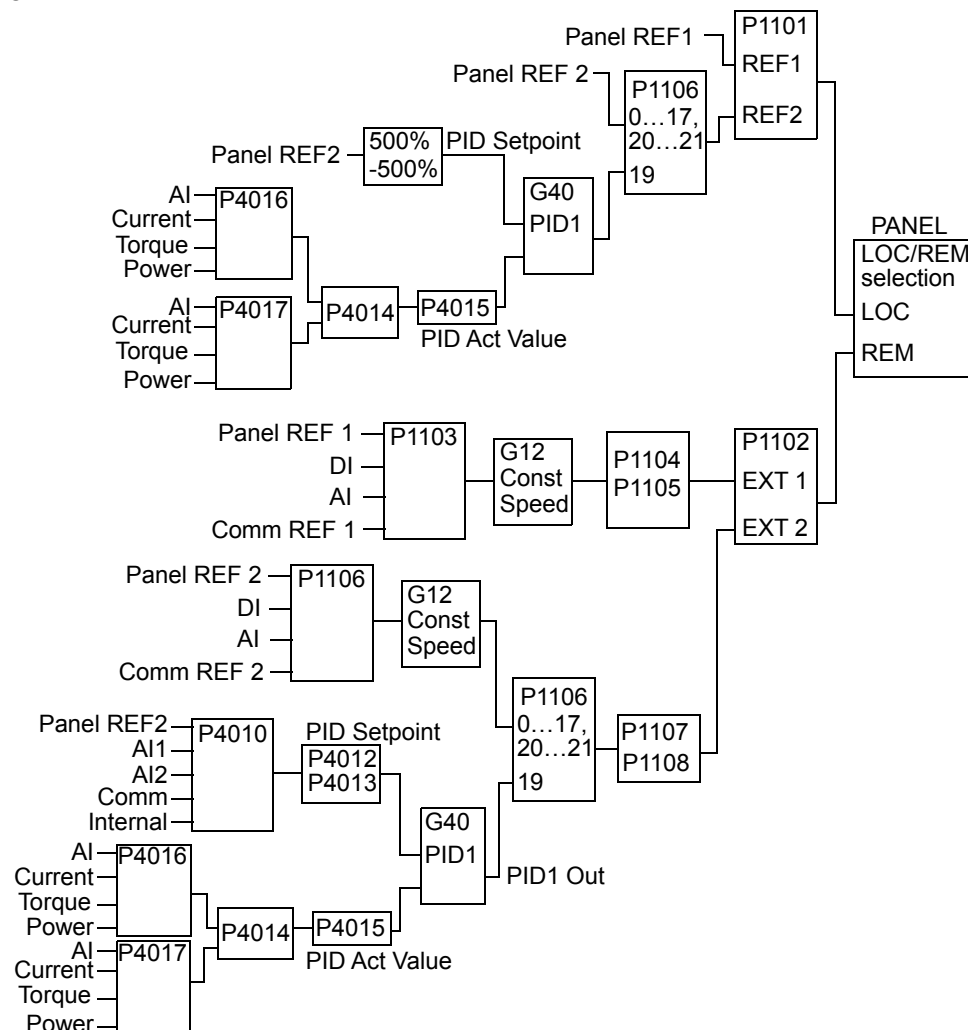 Panel REF1
P1101
REF1
REF2
Panel REF 2
P1106
0…17,
20…21
19
Panel REF2
500%
-500%
PID Setpoint
G40
PID1
AI
Current
Torque
Power
P4016
AI
Current
Torque
Power
P4017
P4014
P4015
PID Act Value
PANEL
LOC/REM
selection
LOC
REM
Panel REF 1
DI
AI
Comm REF 1
P1103
G12
Const
Speed
P1104
P1105
P1102
EXT 1
EXT 2
Panel REF 2
DI
AI
Comm REF 2
P1106
G12
Const
Speed
P1106
0…17,
20…21
19
P1107
P1108
Panel REF2
AI1
AI2
Comm
Internal
P4010
PID Setpoint
P4012
P4013
G40
PID1
PID1 Out
AI
Current
Torque
Power
P4016
AI
Current
Torque
Power
P4017
P4014
P4015
PID Act Value